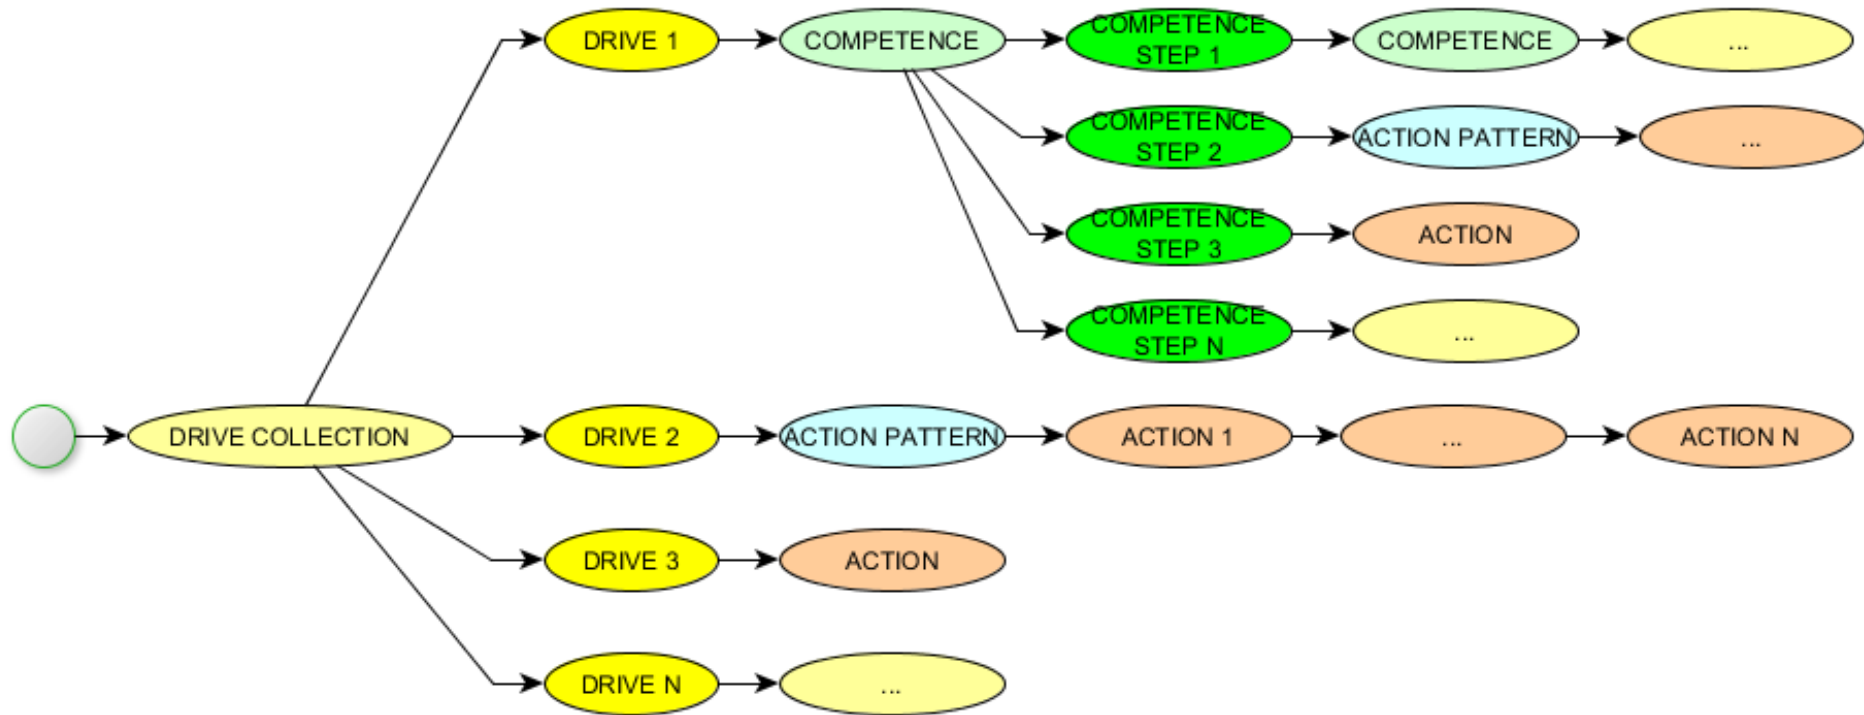 DRIVE 1
COMPETENCE
COMPETENCE
STEP 1
COMPETENCE
...
COMPETENCE
STEP 2
ACTION PATTERN
...
COMPETENCE
STEP 3
ACTION
COMPETENCE
STEP N
...
DRIVE COLLECTION
DRIVE 2
ACTION PATTERN
ACTION 1
...
ACTION N
DRIVE 3
ACTION
DRIVE N
...